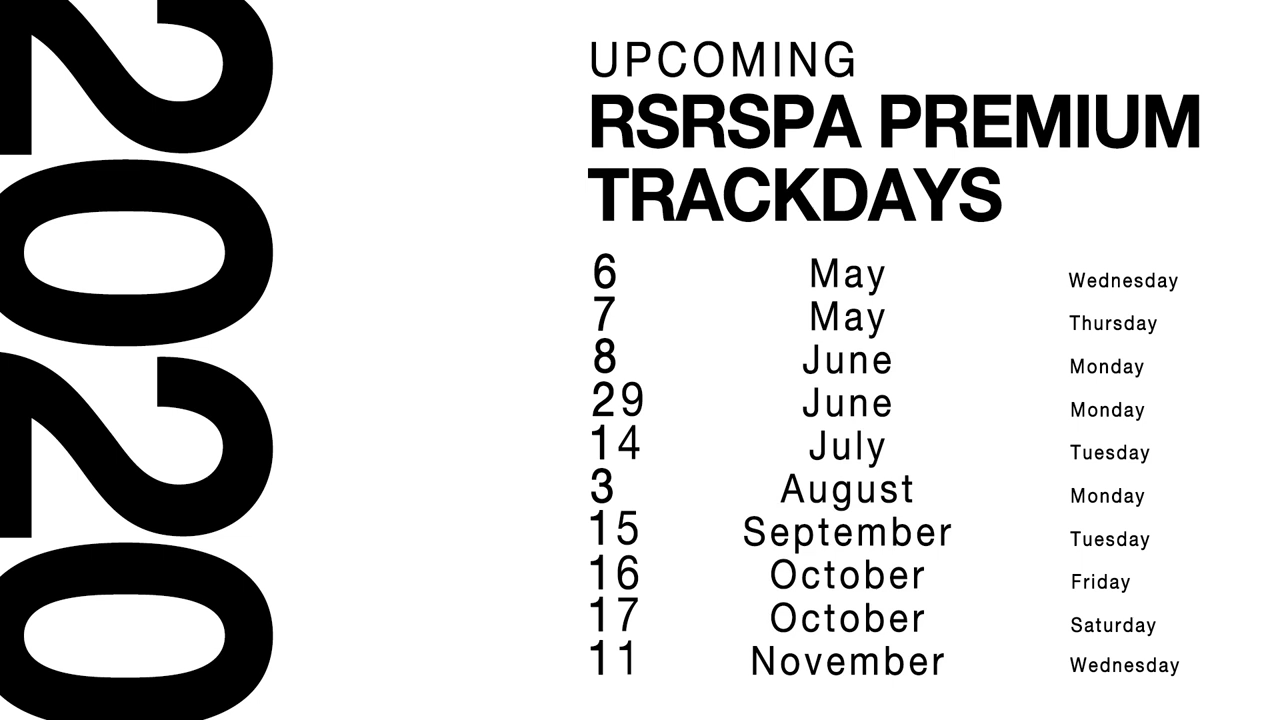 2020
UPCOMING
RSRSPA PREMIUM
TRACKDAYS
6 May Wednesday
7 May Thursday
8 June Monday
29 June Monday
14 July Tuesday
3 August Monday
15 September Tuesday
16 October Friday
17 October Saturday
11 November Wednesday